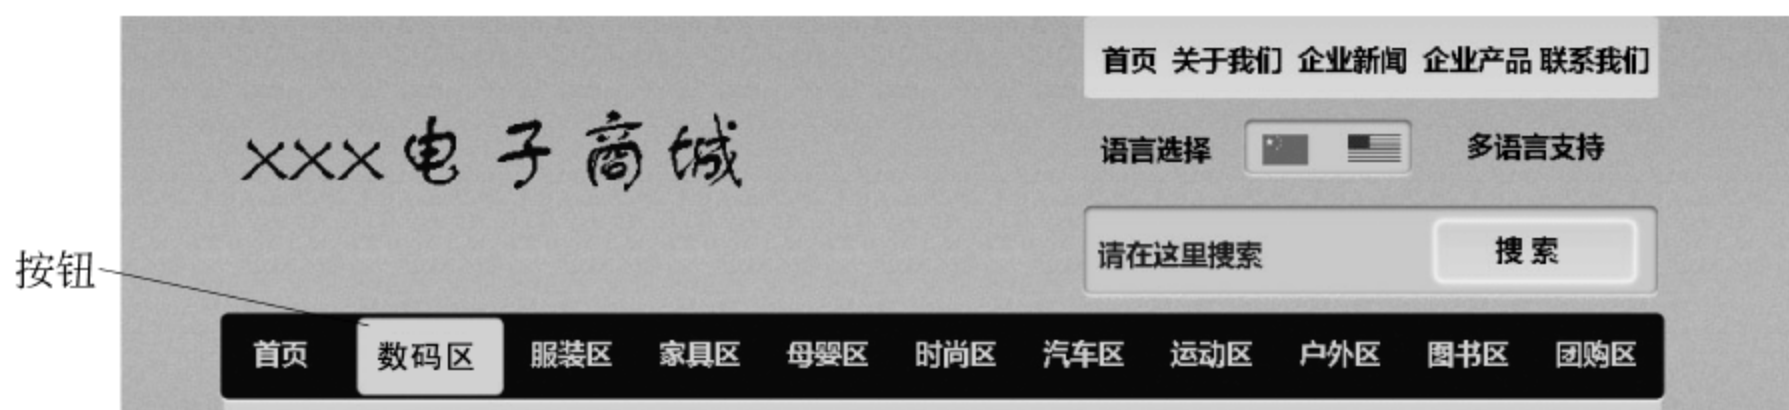 首页 关于我们 企业新闻 企业产品 联系我们
xxx电子商城
语言选择 多语言支持
请在这里搜索 搜索
按钮
首页 数码区 服装区 家具区 母婴区 时尚区 汽车区 运动区 户外区 图书区 团购区